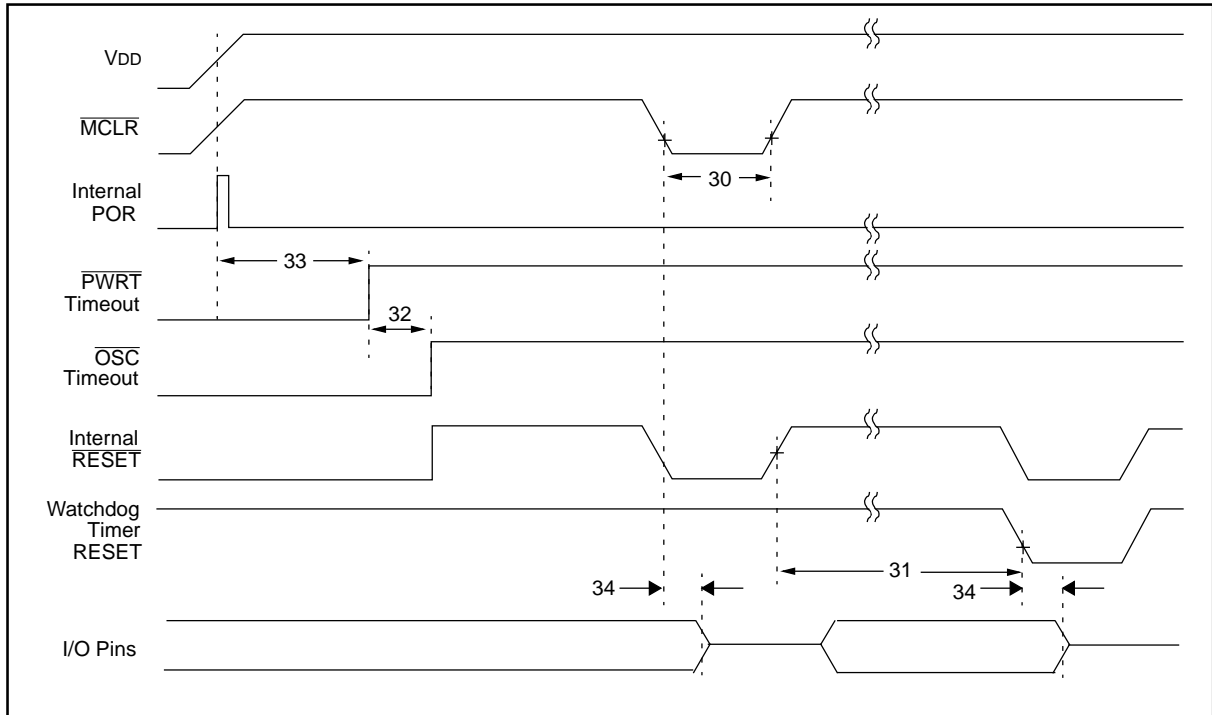 VDD
MCLR
Internal
POR
30
33
PWRT
Timeout
32
OSC
Timeout
Internal
RESET
Watchdog
Timer
RESET
31
34
34
I/O Pins